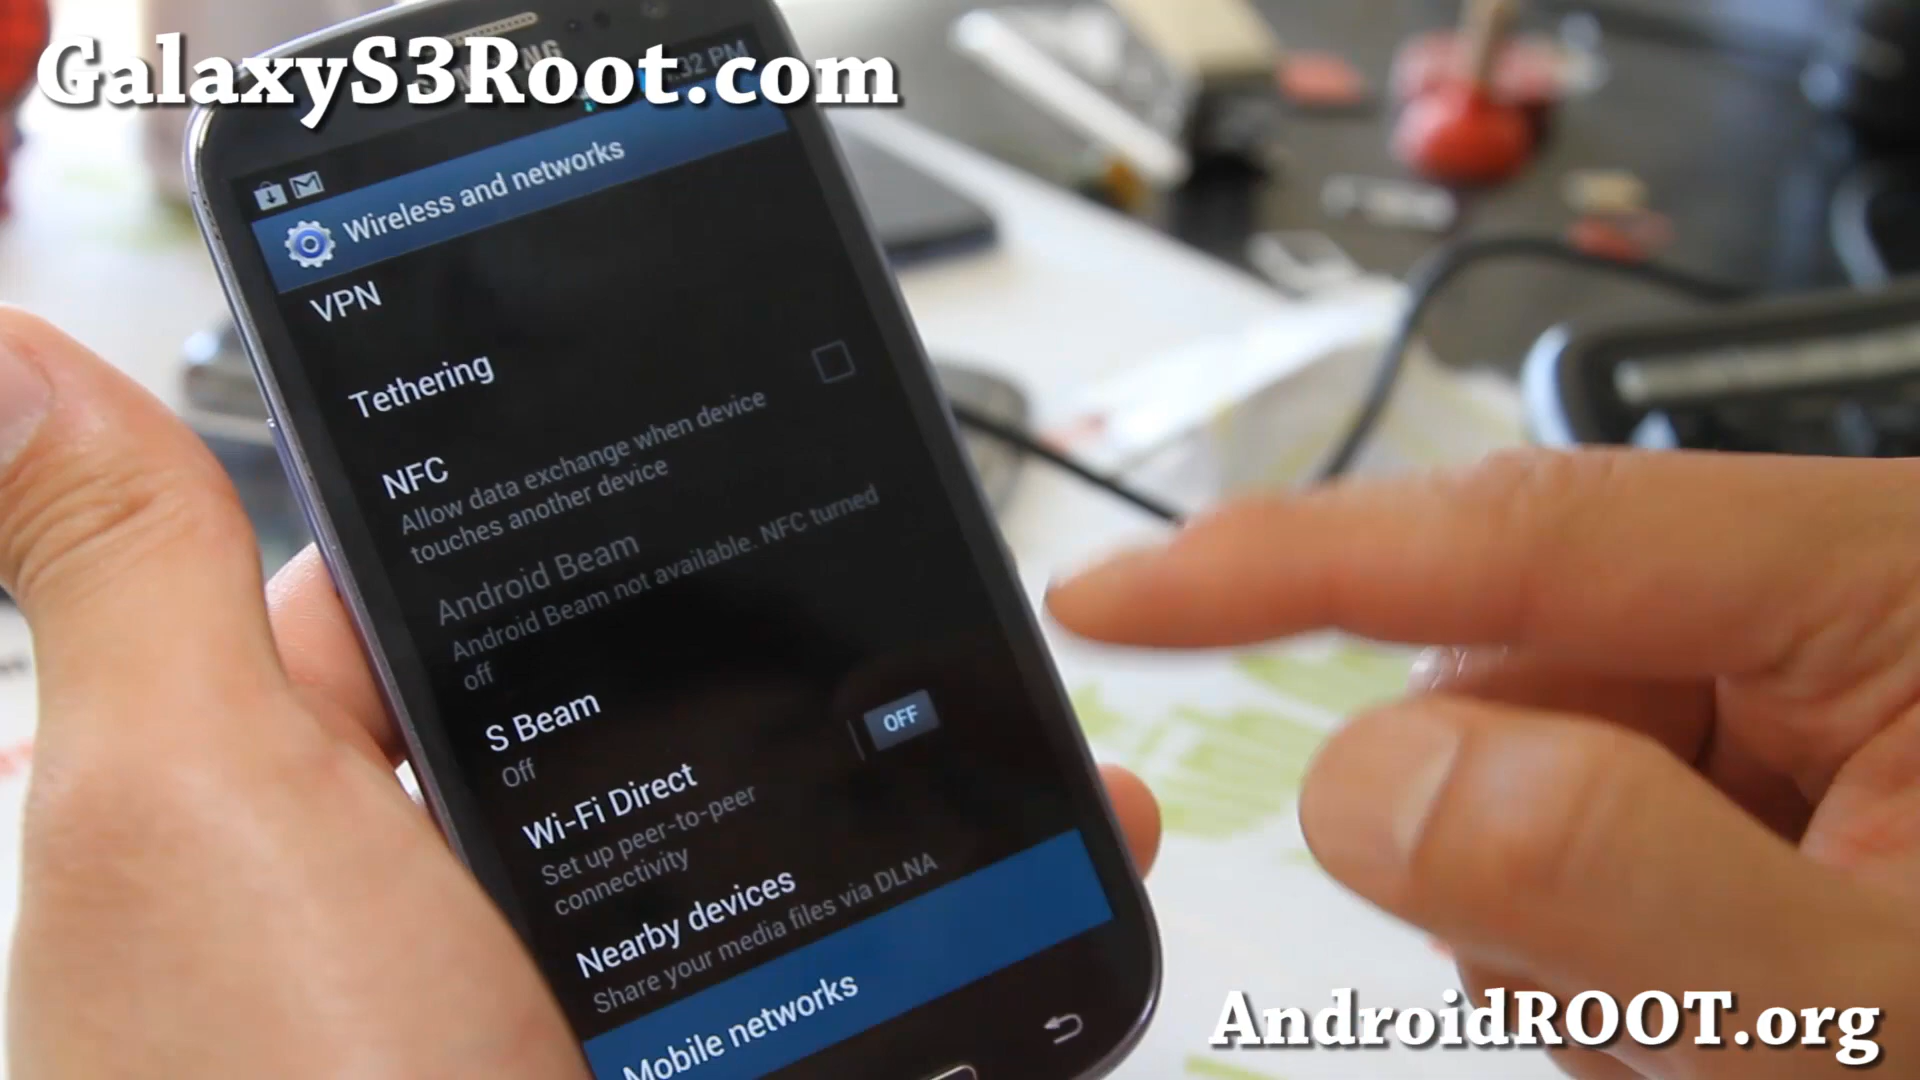 GalaxyS3Root.com
Wireless and networks
VPN
Tethering
NFC
Allow data exchange when device
touches another device
Android Beam
Android Beam not available. NFC turned
off
S Beam
Off
Wi-Fi Direct
OFF
Set up peer-to-peer
connectivity
Nearby devices
Share your media files via DLNA
Mobile networks
AndroidROOT.org